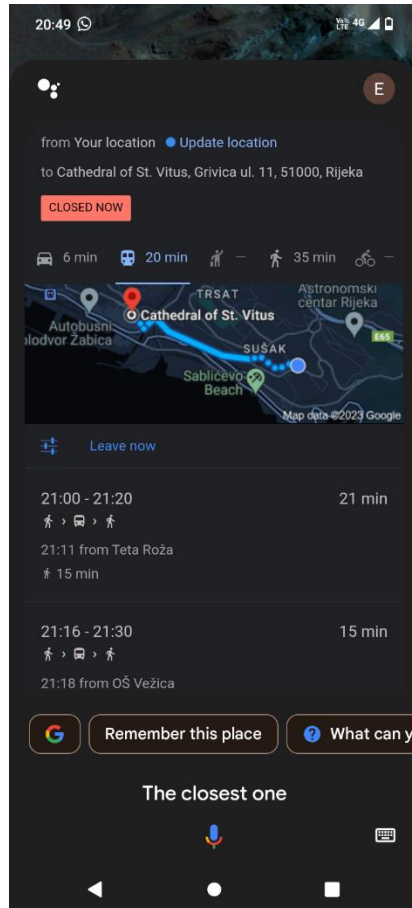 20:49
Vo)) LTE 4G
E
from Your location Update location
to Cathedral of St. Vitus, Grivica ul. 11, 51000, Rijeka
CLOSED NOW
6 min 20 min — 35 min —
TRSAT
Astronomski
centar Rijeka
Cathedral of St. Vitus
Autobusni
olodvor Žabica
E65
SUŠAK
Sablićevo
Beach
Map data ©2023 Google
Leave now
21:00 - 21:20 21 min
21:11 from Teta Roža
15 min
21:16 - 21:30 15 min
21:18 from OŠ Vežica
G Remember this place ? What can y
The closest one